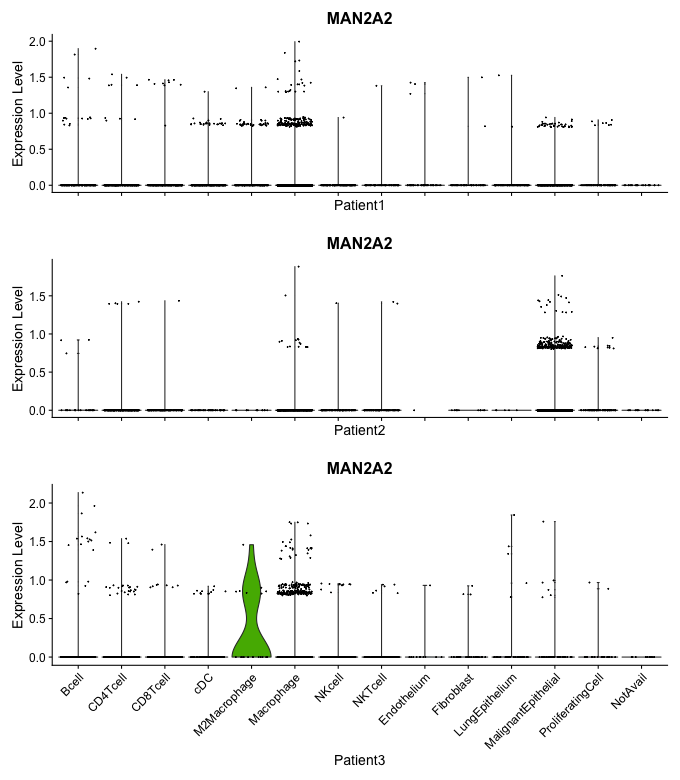 MAN2A2
Expression Level
2.0
1.5
1.0
0.5
0.0
Patient1
MAN2A2
Expression Level
1.5
1.0
0.5
0.0
Patient2
MAN2A2
Expression Level
2.0
1.5
1.0
0.5
0.0
Bcell
CD4Tcell
CD8Tcell
cDC
M2Macrophage
Macrophage
NKcell
NKTcell
Endothelium
Fibroblast
LungEpithelium
MalignantEpithelial
ProliferatingCell
NotAvail
Patient3